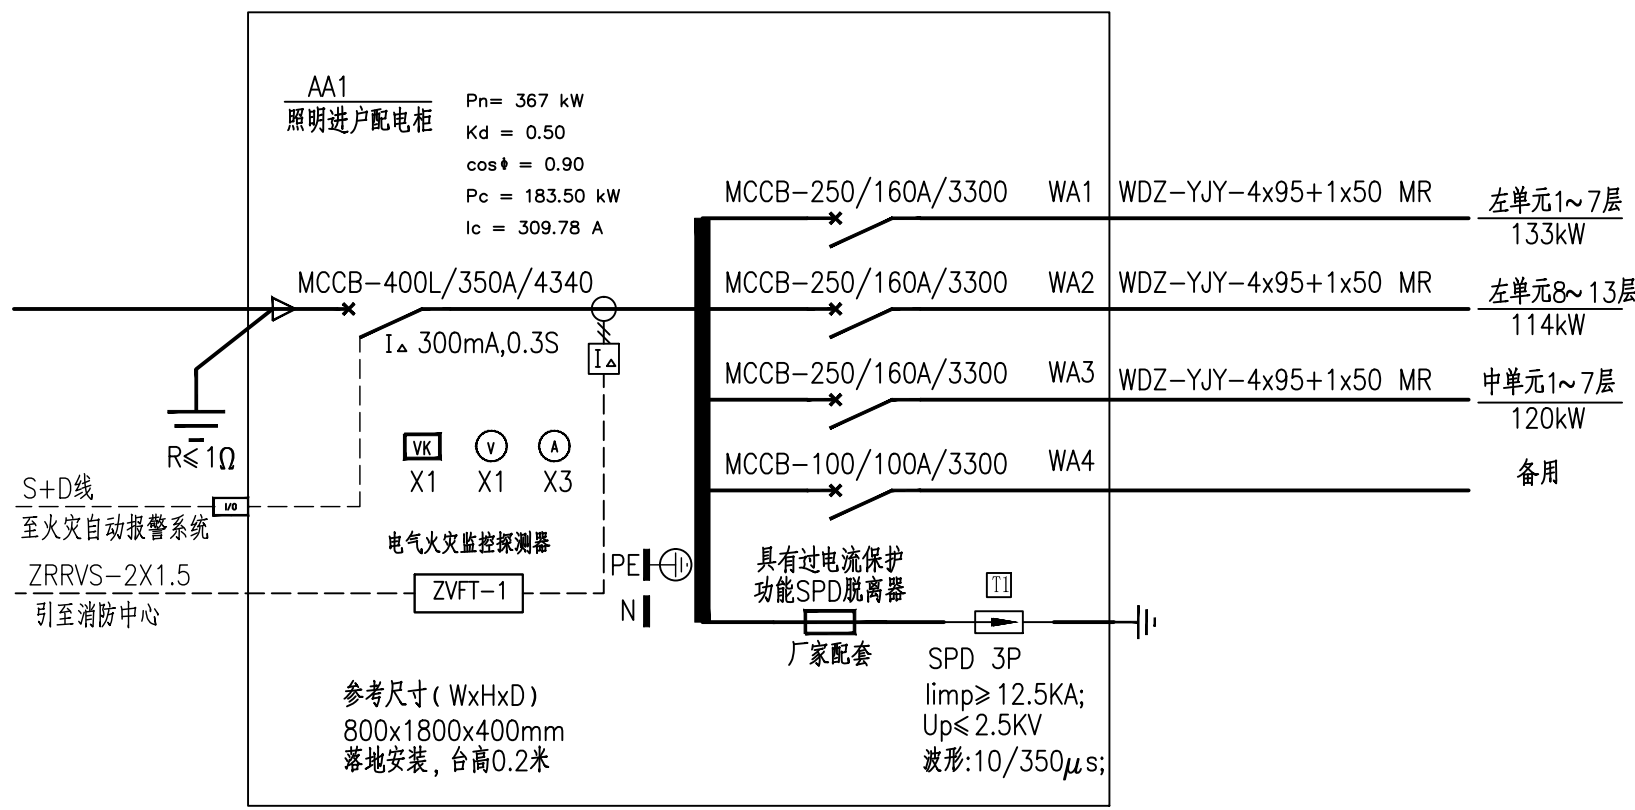 AA1
照明进户配电柜
Pn= 367 kW
Kd = 0.50
cosΦ = 0.90
Pc = 183.50 kW
Ic = 309.78 A
MCCB-400L/350A/4340
I△ 300mA,0.3S
I△
R≤1Ω
VK
V
A
X1
X1
X3
S+D线
I/O
至火灾自动报警系统
电气火灾监控探测器
ZRRVS-2X1.5
ZVFT-1
引至消防中心
PE
N
参考尺寸(WxHxD)
800x1800x400mm
落地安装,台高0.2米
MCCB-250/160A/3300 WA1 WDZ-YJY-4x95+1x50 MR
左单元1~7层
133kW
MCCB-250/160A/3300 WA2 WDZ-YJY-4x95+1x50 MR
左单元8~13层
114kW
MCCB-250/160A/3300 WA3 WDZ-YJY-4x95+1x50 MR
中单元1~7层
120kW
MCCB-100/100A/3300 WA4
备用
具有过电流保护
功能SPD脱离器
厂家配套
T1
SPD 3P
Iimp≥12.5KA;
Up≤2.5KV
波形:10/350μs;